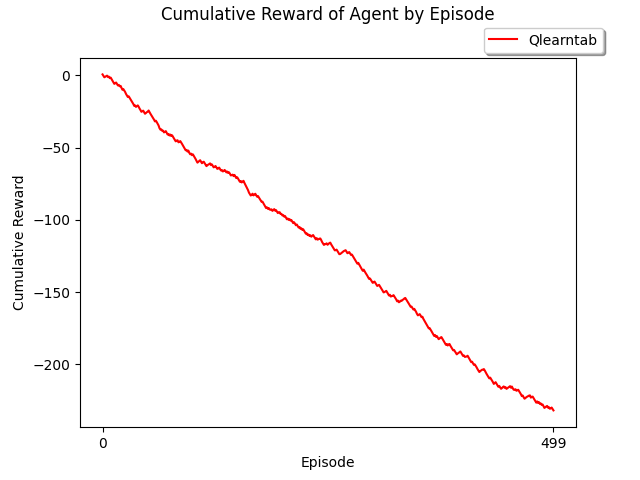 Cumulative Reward of Agent by Episode
Qlearntab
0
−50
−100
−150
−200
Cumulative Reward
0
499
Episode